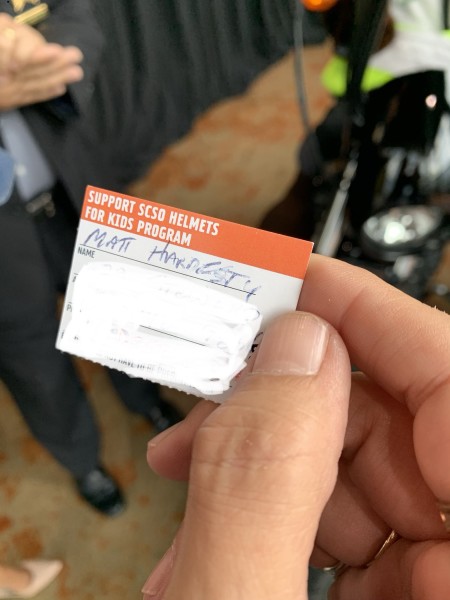 SUPPORT SCSO HELMETS
FOR KIDS PROGRAM
MATT HARDESTY
NAME